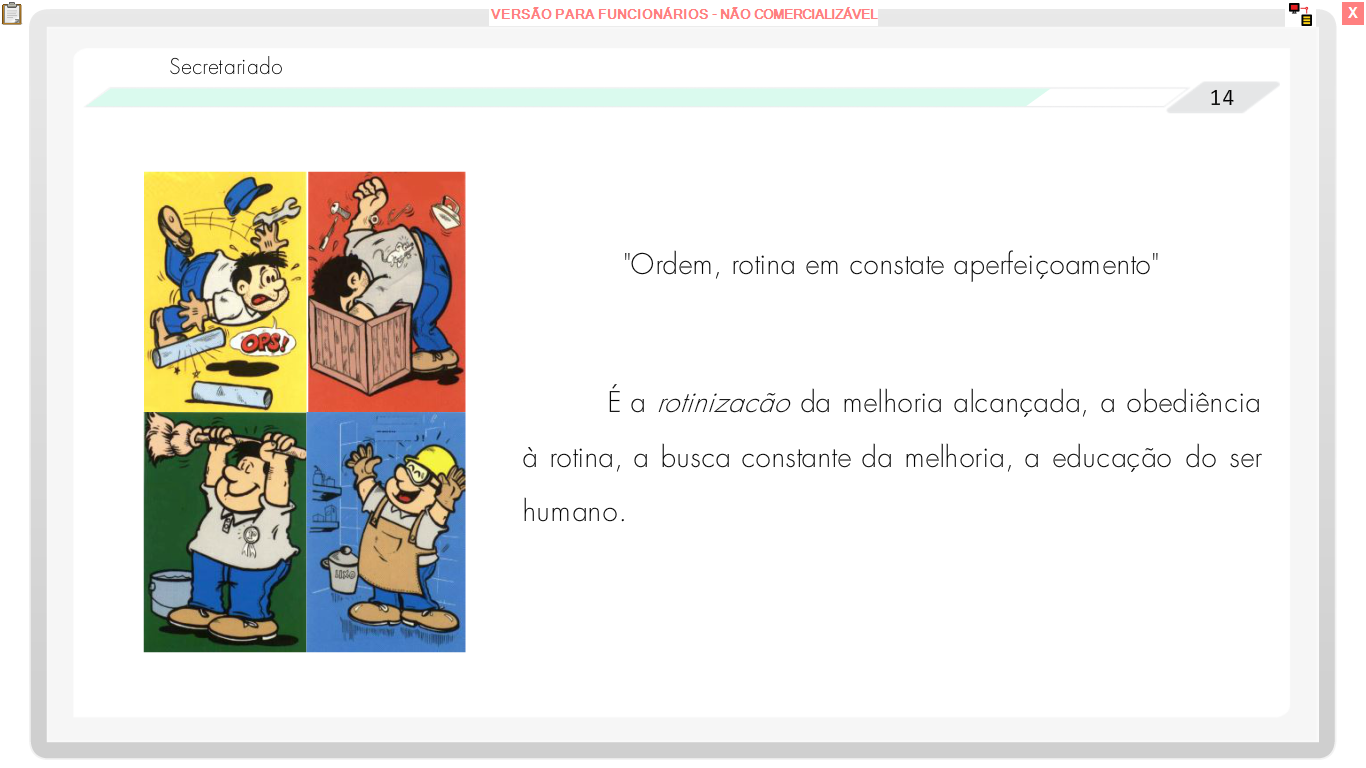 VERSÃO PARA FUNCIONÁRIOS - NÃO COMERCIALIZÁVEL
X
Secretariado
14
OPS!
"Ordem, rotina em constate aperfeiçoamento"
É a rotinizacão da melhoria alcançada, a obediência
à rotina, a busca constante da melhoria, a educação do ser
humano.
LIXO